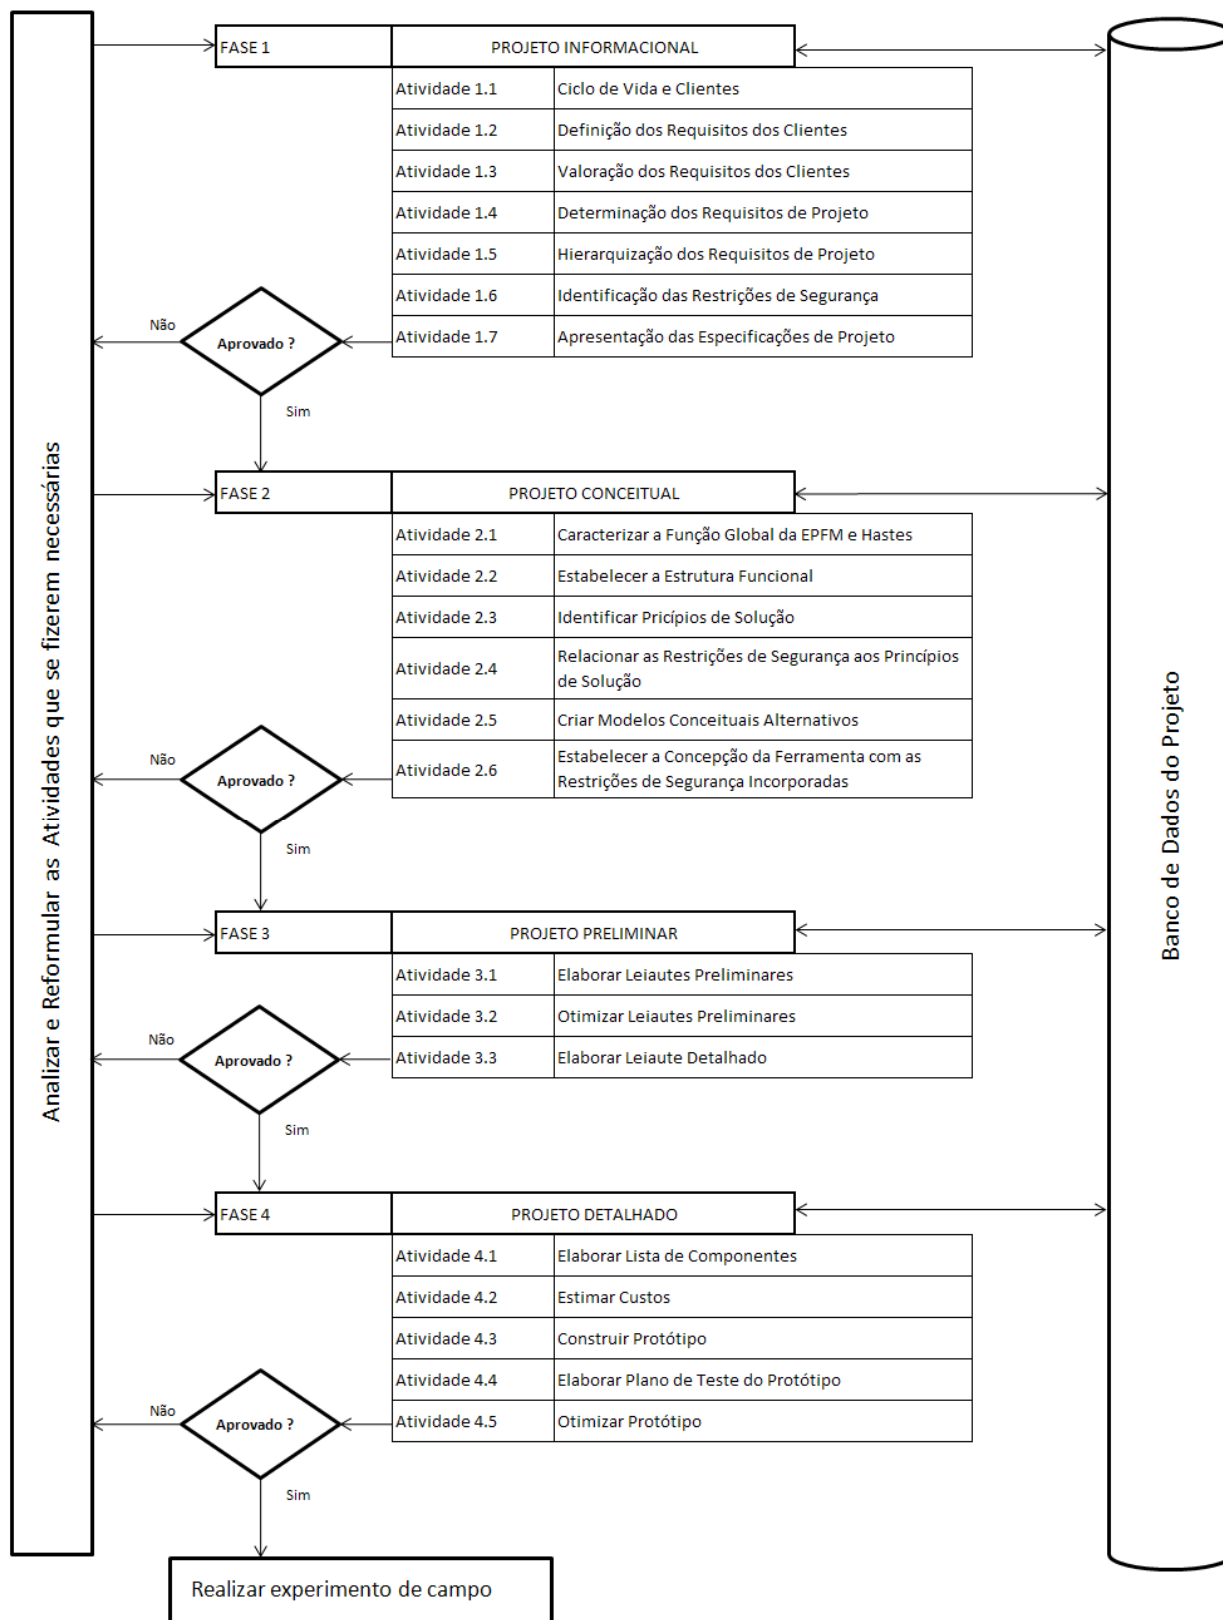 FASE 1
PROJETO INFORMACIONAL
Atividade 1.1
Ciclo de Vida e Clientes
Atividade 1.2
Definição dos Requisitos dos Clientes
Atividade 1.3
Valoração dos Requisitos dos Clientes
Atividade 1.4
Determinação dos Requisitos de Projeto
Atividade 1.5
Hierarquização dos Requisitos de Projeto
Atividade 1.6
Identificação das Restrições de Segurança
Atividade 1.7
Apresentação das Especificações de Projeto
Não
Aprovado ?
Sim
FASE 2
PROJETO CONCEITUAL
Atividade 2.1
Caracterizar a Função Global da EPFM e Hastes
Atividade 2.2
Estabelecer a Estrutura Funcional
Atividade 2.3
Identificar Pricípios de Solução
Atividade 2.4
Relacionar as Restrições de Segurança aos Princípios
de Solução
Atividade 2.5
Criar Modelos Conceituais Alternativos
Atividade 2.6
Estabelecer a Concepção da Ferramenta com as
Restrições de Segurança Incorporadas
Não
Aprovado ?
Sim
FASE 3
PROJETO PRELIMINAR
Atividade 3.1
Elaborar Leiautes Preliminares
Atividade 3.2
Otimizar Leiautes Preliminares
Atividade 3.3
Elaborar Leiaute Detalhado
Não
Aprovado ?
Sim
FASE 4
PROJETO DETALHADO
Atividade 4.1
Elaborar Lista de Componentes
Atividade 4.2
Estimar Custos
Atividade 4.3
Construir Protótipo
Atividade 4.4
Elaborar Plano de Teste do Protótipo
Atividade 4.5
Otimizar Protótipo
Não
Aprovado ?
Sim
Realizar experimento de campo
Analizar e Reformular as Atividades que se fizerem necessárias
Banco de Dados do Projeto